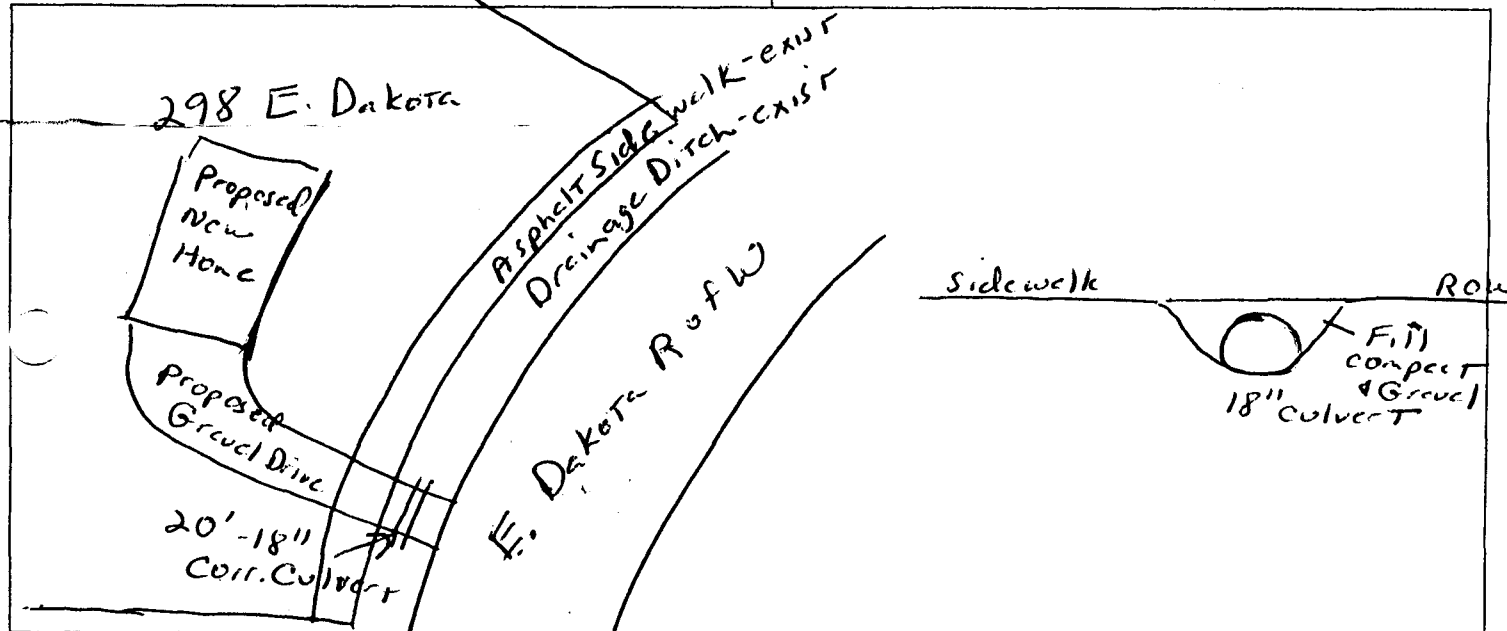 298 E. Dakota
Proposed
New
Home
Asphalt Sidewalk-exist
Drainage Ditch-exist
E. Dakota R of W
Proposed
Gravel Drive
20'-18"
Corr. Culvert
Sidewalk
ROW
Fill
compact
& Gravel
18" Culvert